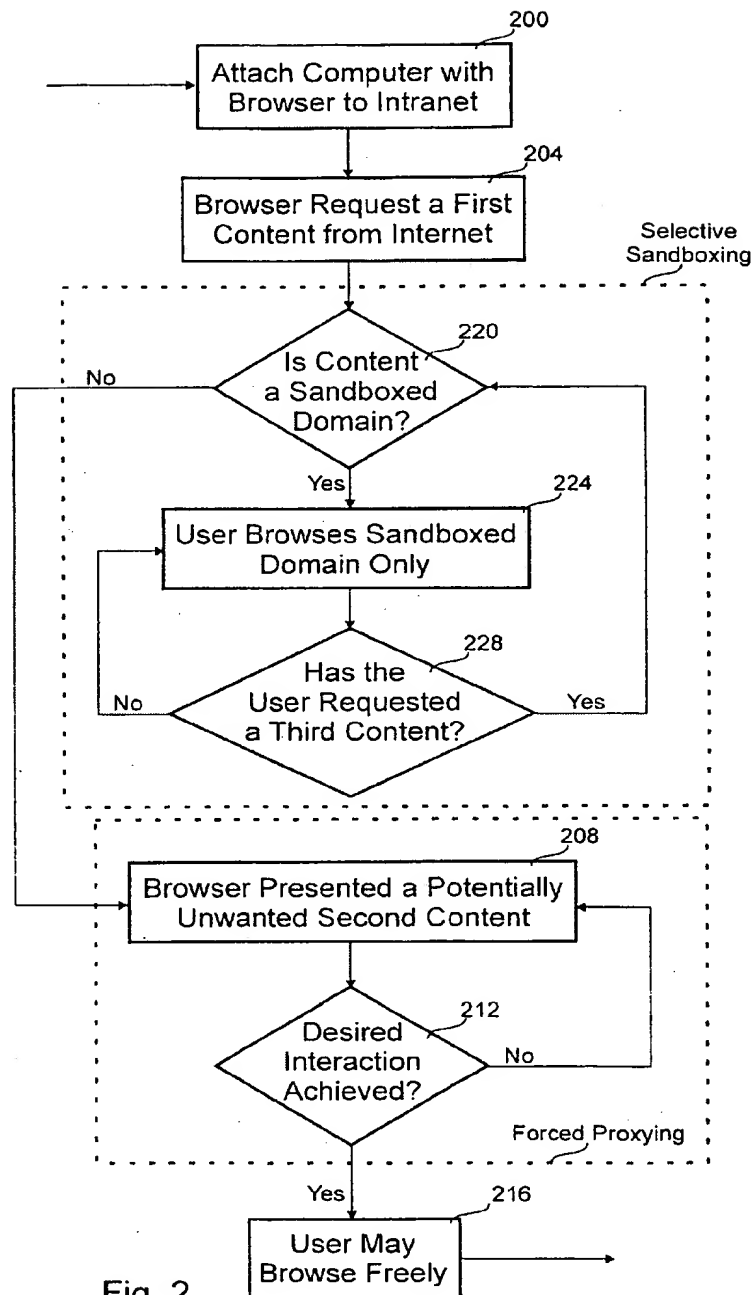 200
Attach Computer with
Browser to Intranet
204
Browser Request a First
Content from Internet
Selective
Sandboxing
220
Is Content
a Sandboxed
Domain?
No
Yes
224
User Browses Sandboxed
Domain Only
228
Has the
User Requested
a Third Content?
No
Yes
208
Browser Presented a Potentially
Unwanted Second Content
212
Desired
Interaction
Achieved?
No
Forced Proxying
Yes
216
User May
Browse Freely
Fig. 2